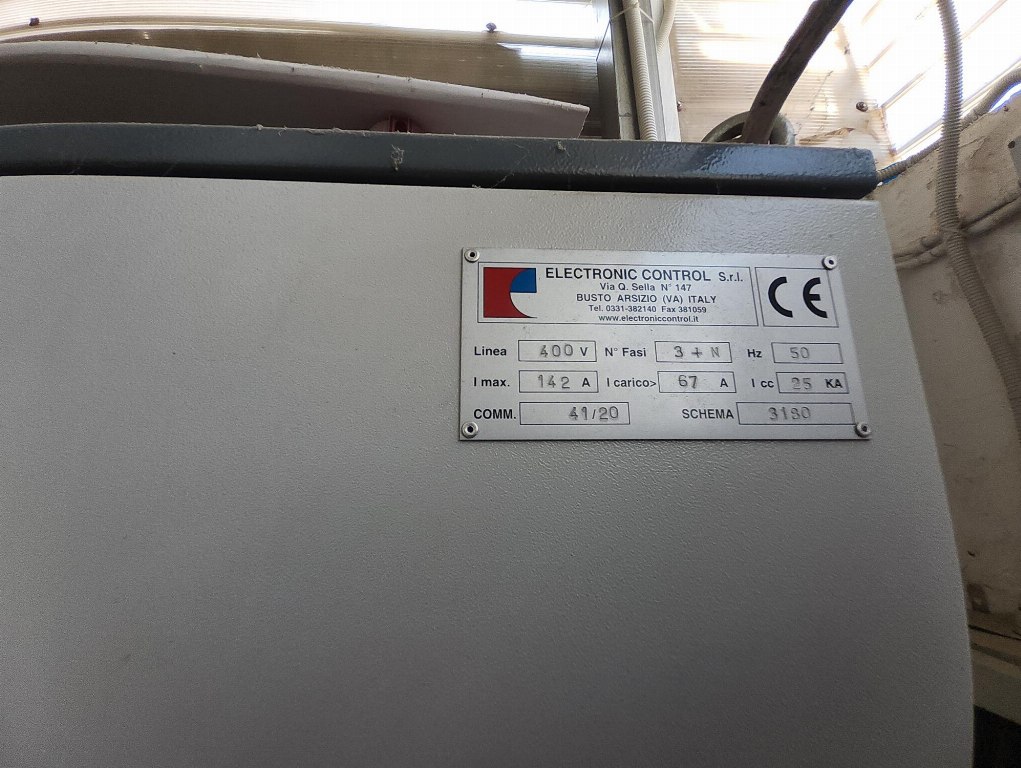 ELECTRONIC CONTROL S.r.l.
Via Q. Sella N° 147
BUSTO ARSIZIO (VA) ITALY
Tel. 0331-382140 Fax 381059
www.electroniccontrol.it
CE
Linea 400 V N° Fasi 3 + N Hz 50
I max. 142 A I carico> 67 A I cc 25 KA
COMM. 41/20 SCHEMA 3180